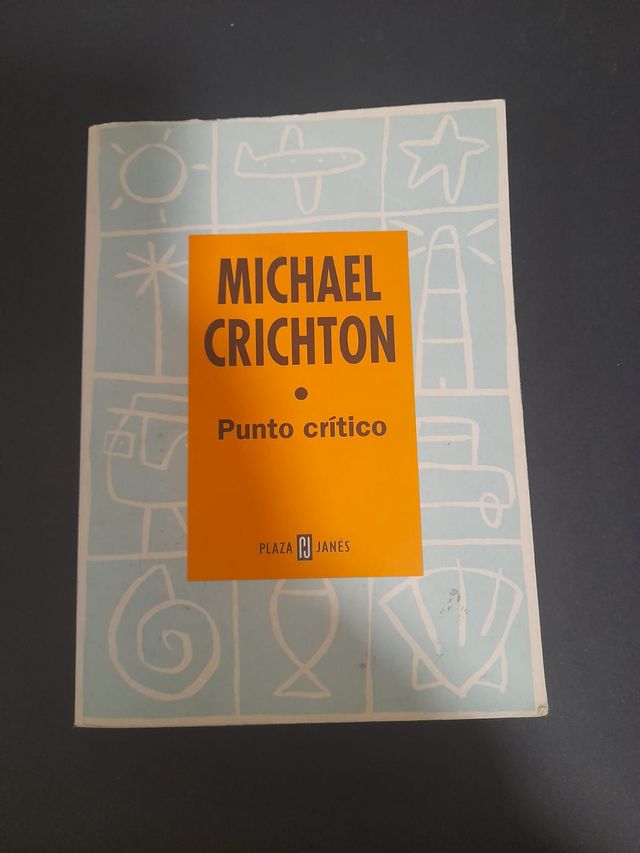 MICHAEL
CRICHTON
Punto crítico
PLAZA PJ JANÉS